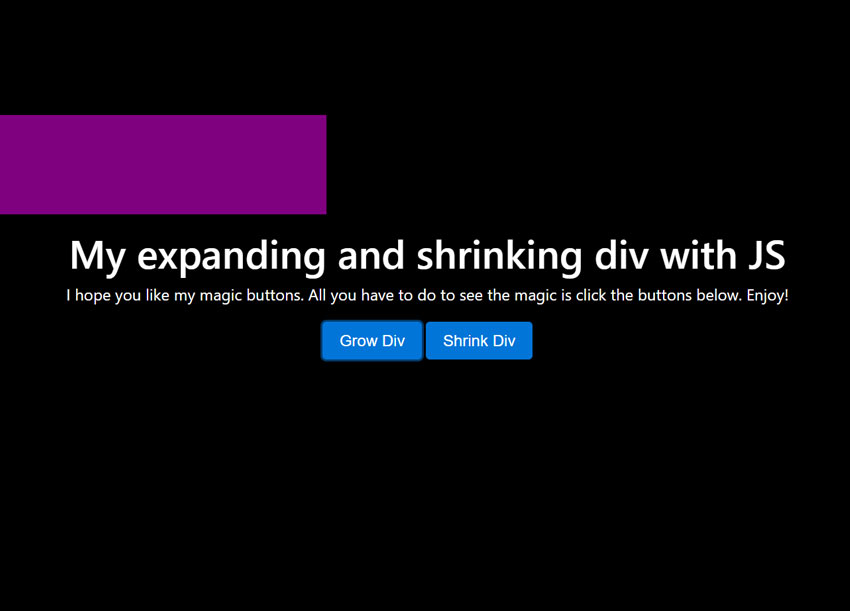 My expanding and shrinking div with JS
I hope you like my magic buttons. All you have to do to see the magic is click the buttons below. Enjoy!
Grow Div Shrink Div